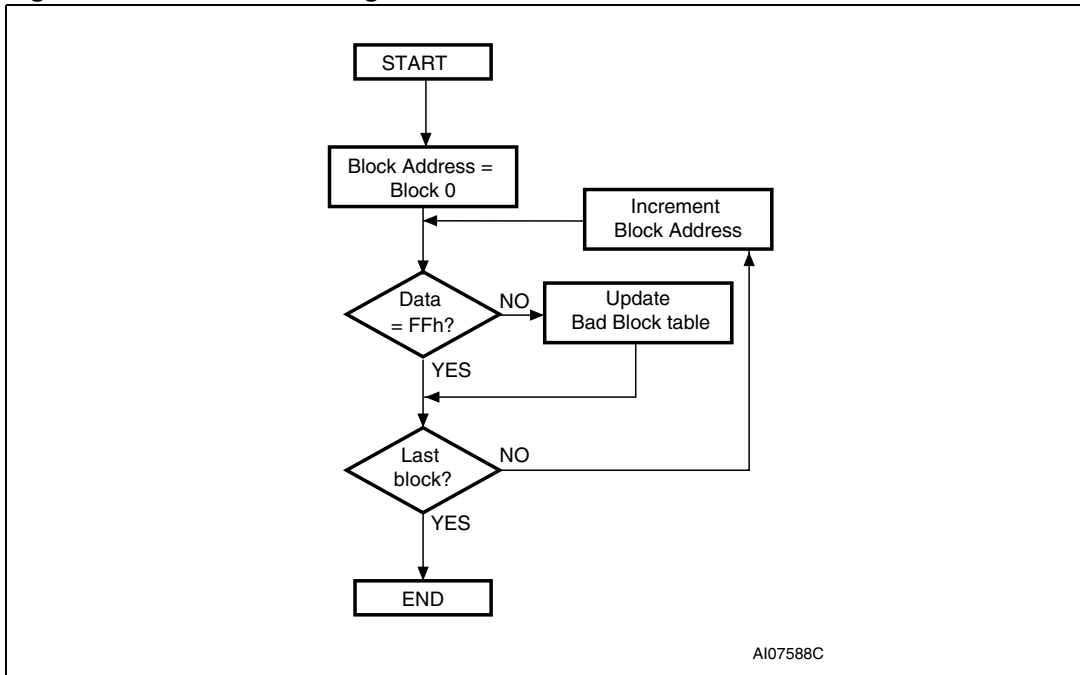 START
Block Address =
Block 0
Increment
Block Address
Data
= FFh?
NO
Update
Bad Block table
YES
Last
block?
NO
YES
END
AI07588C